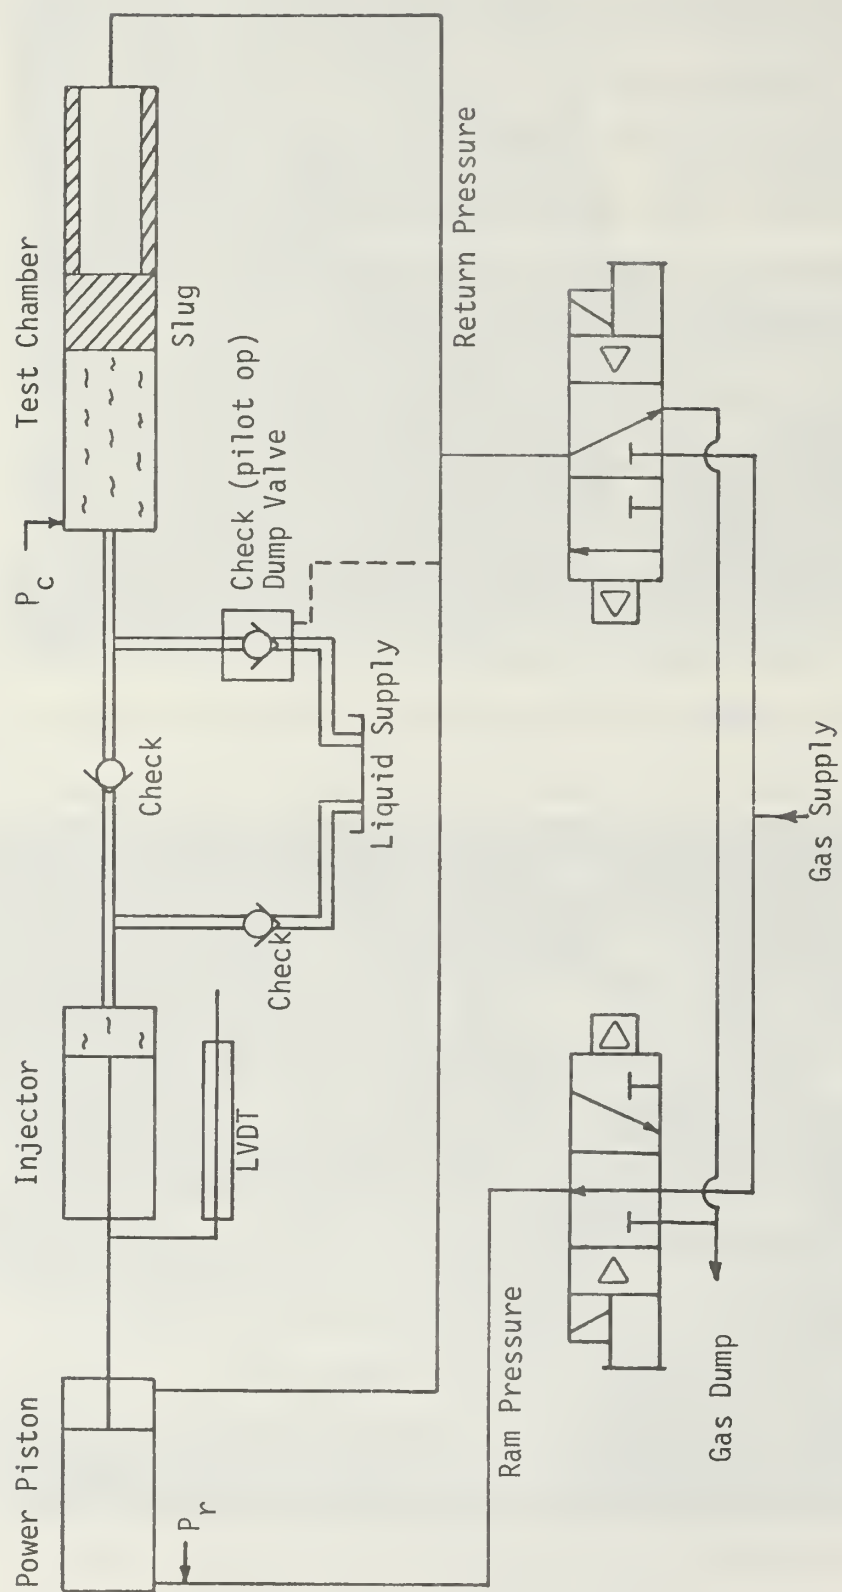 Power Piston
Injector
Test Chamber
P_r
LVDT
Check
Check
P_c
Slug
Check (pilot op)
Dump Valve
Liquid Supply
Ram Pressure
Return Pressure
Gas Dump
Gas Supply